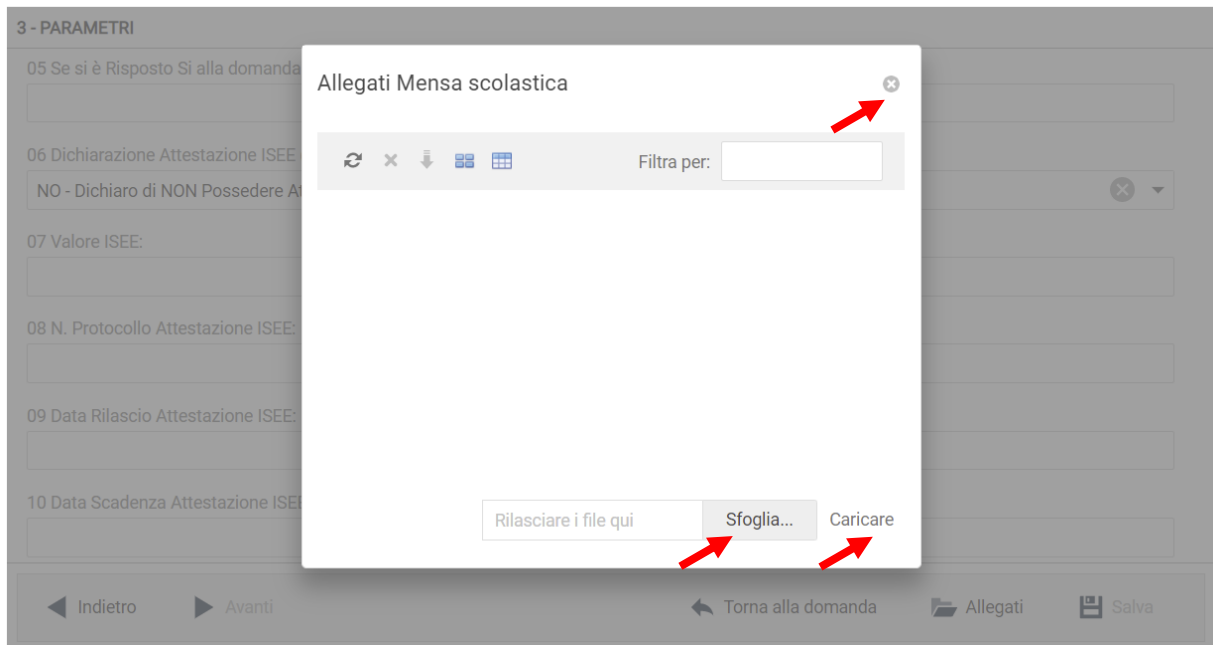 3 - PARAMETRI
05 Se si è Risposto Si alla domanda
Allegati Mensa scolastica
Filtra per:
06 Dichiarazione Attestazione ISEE
NO - Dichiaro di NON Possedere At
07 Valore ISEE:
08 N. Protocollo Attestazione ISEE:
09 Data Rilascio Attestazione ISEE:
10 Data Scadenza Attestazione ISEE
Rilasciare i file qui Sfoglia... Caricare
Indietro Avanti Torna alla domanda Allegati Salva